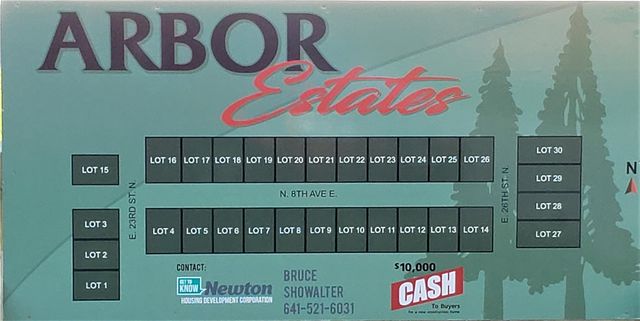 ARBOR
Estates
LOT 16 LOT 17 LOT 18 LOT 19 LOT 20 LOT 21 LOT 22 LOT 23 LOT 24 LOT 25 LOT 26
LOT 30
LOT 29
LOT 28
LOT 27
LOT 15
N. 8TH AVE E.
E. 23RD ST. N.
E. 26TH ST. N.
N
LOT 3
LOT 2
LOT 1
LOT 4 LOT 5 LOT 6 LOT 7 LOT 8 LOT 9 LOT 10 LOT 11 LOT 12 LOT 13 LOT 14
CONTACT:
GET TO
KNOW
Newton
HOUSING DEVELOPMENT CORPORATION
BRUCE
SHOWALTER
641-521-6031
$10,000
CASH
To Buyers
For a new construction home